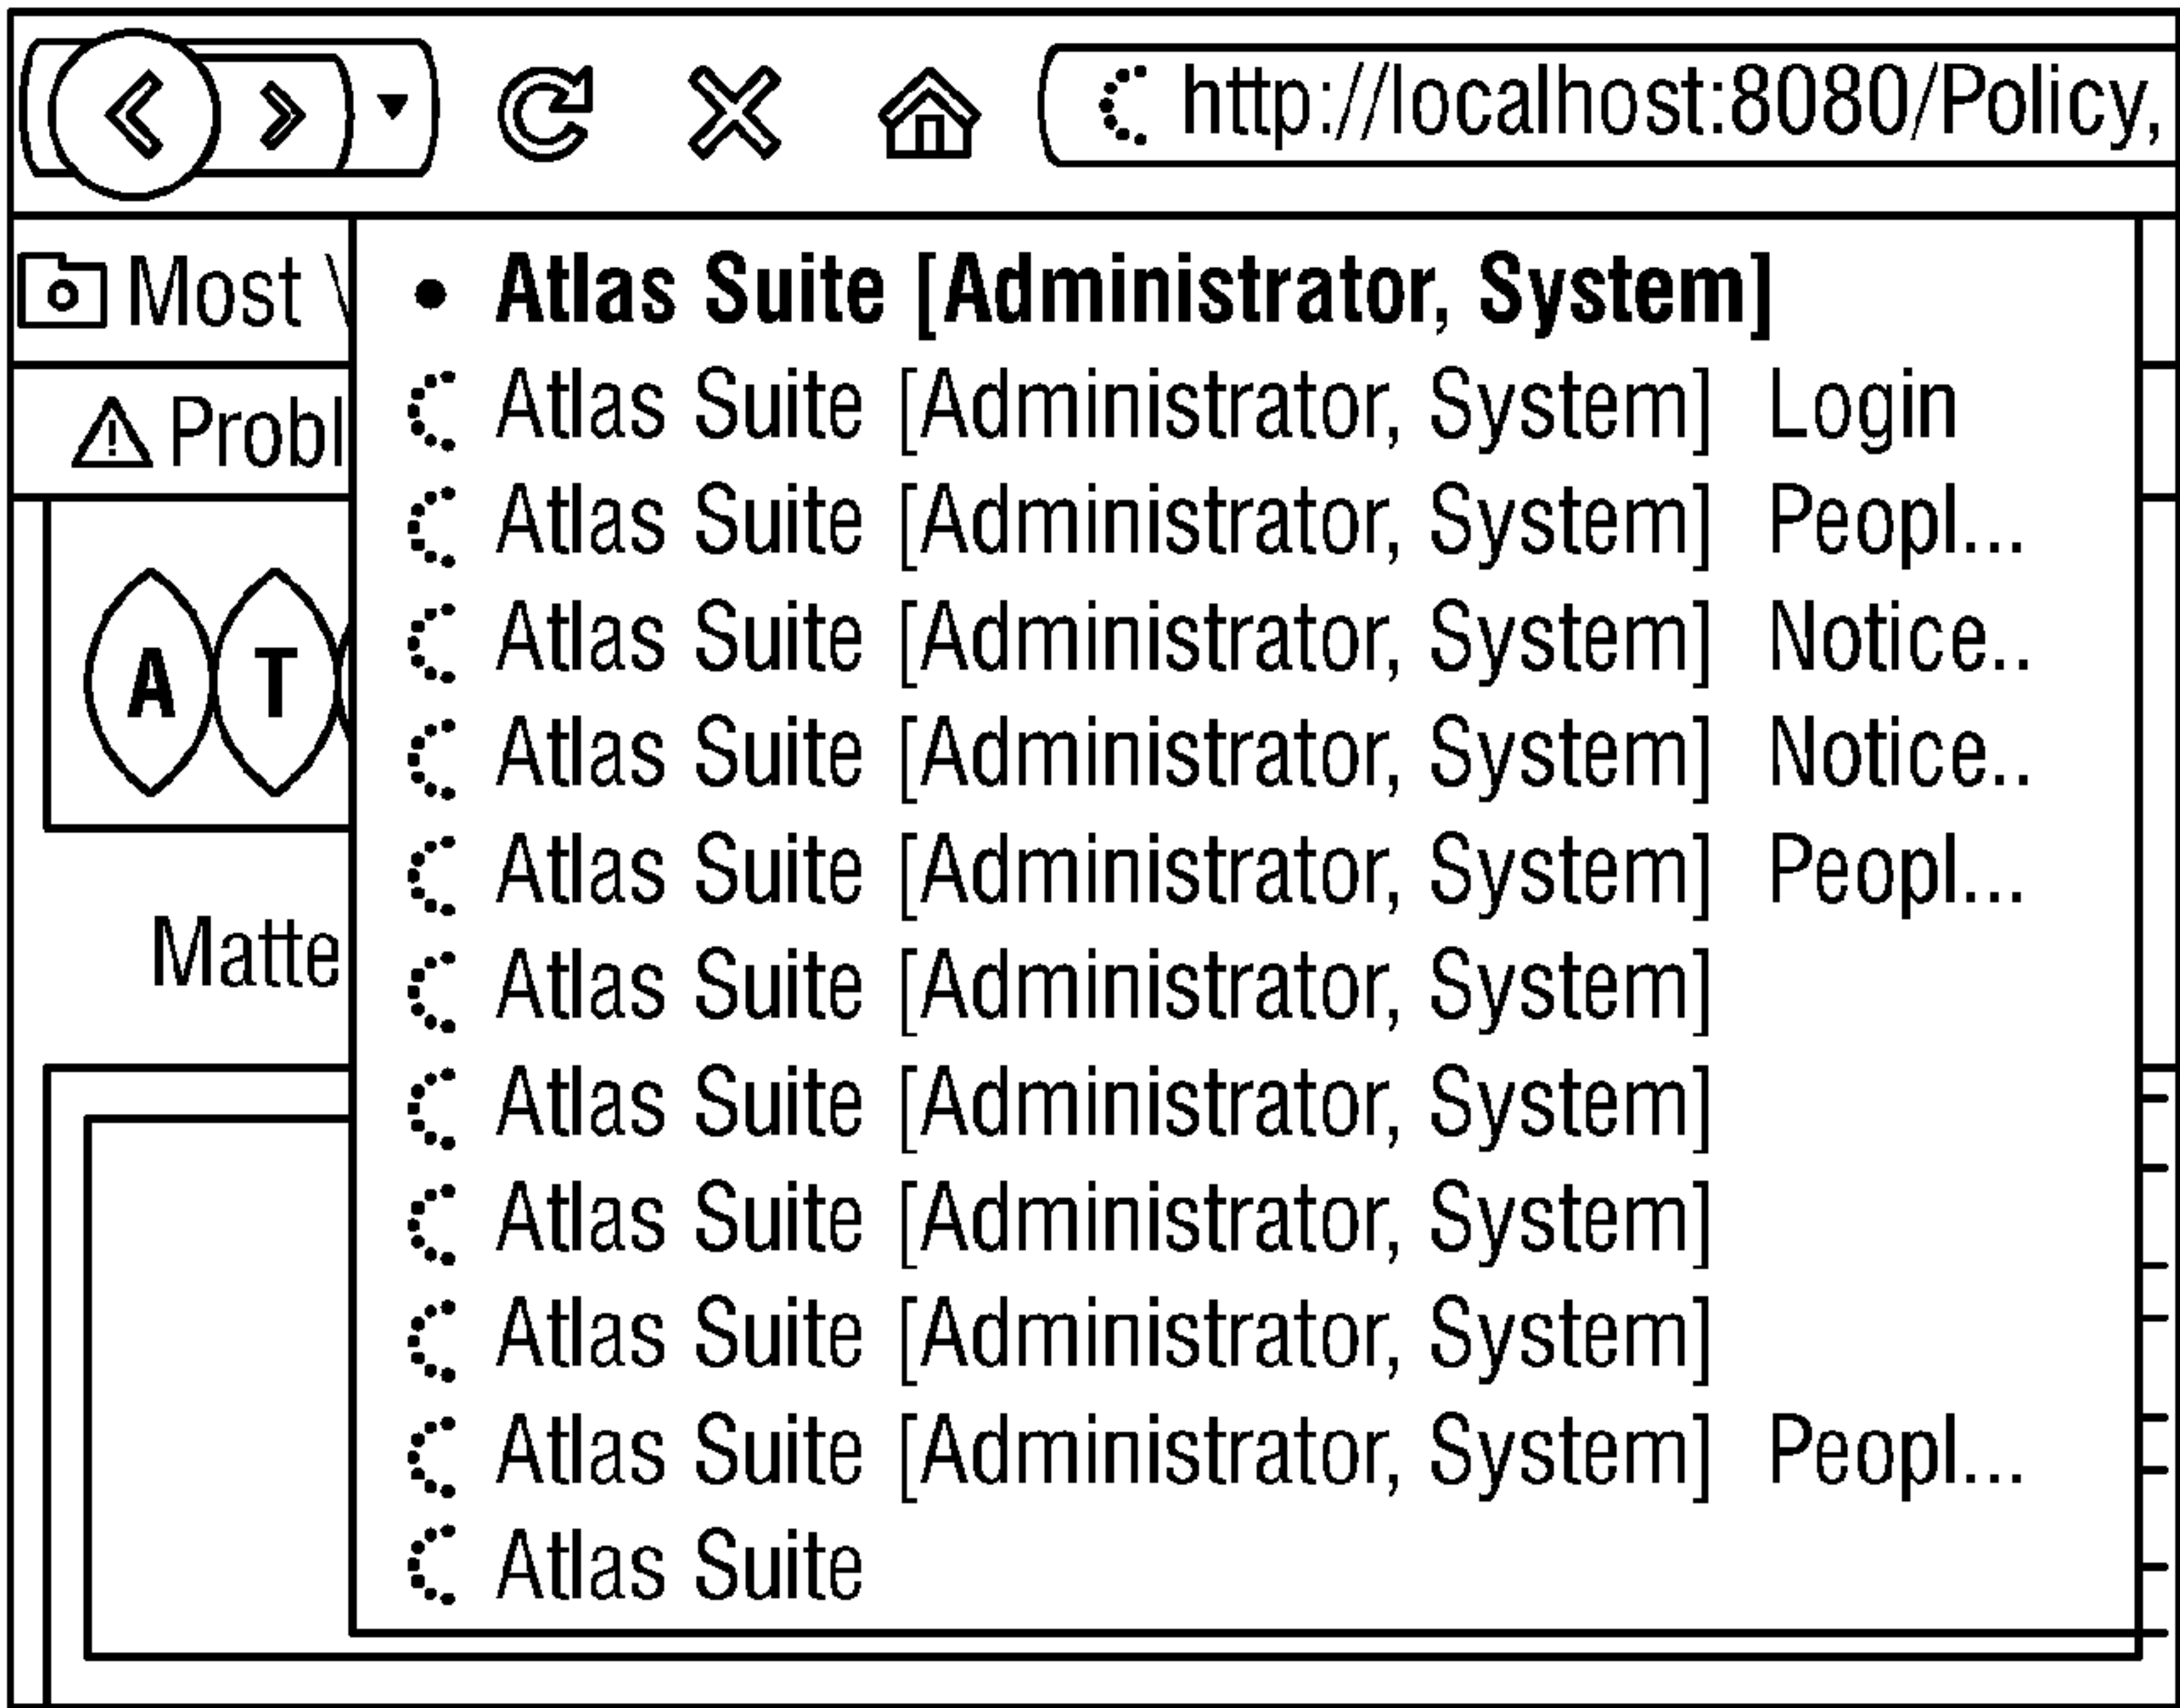 http://localhost:8080/Policy,
Most
• Atlas Suite [Administrator, System]
Atlas Suite [Administrator, System] Login
Probl
Atlas Suite [Administrator, System] Peopl...
Atlas Suite [Administrator, System] Notice..
A T
Atlas Suite [Administrator, System] Notice..
Atlas Suite [Administrator, System] Peopl...
Matte
Atlas Suite [Administrator, System]
Atlas Suite [Administrator, System]
Atlas Suite [Administrator, System]
Atlas Suite [Administrator, System]
Atlas Suite [Administrator, System] Peopl...
Atlas Suite